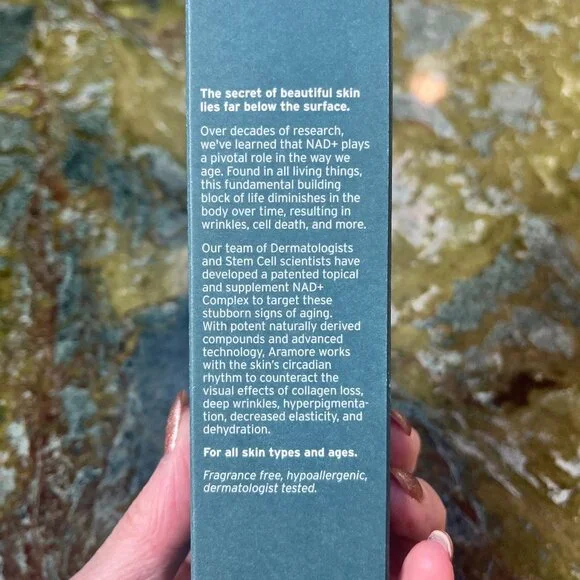 The secret of beautiful skin
lies far below the surface.
Over decades of research,
we've learned that NAD+ plays
a pivotal role in the way we
age. Found in all living things,
this fundamental building
block of life diminishes in the
body over time, resulting in
wrinkles, cell death, and more.
Our team of Dermatologists
and Stem Cell scientists have
developed a patented topical
and supplement NAD+
Complex to target these
stubborn signs of aging.
With potent naturally derived
compounds and advanced
technology, Aramore works
with the skin's circadian
rhythm to counteract the
visual effects of collagen loss,
deep wrinkles, hyperpigmenta-
tion, decreased elasticity, and
dehydration.
For all skin types and ages.
Fragrance free, hypoallergenic,
dermatologist tested.